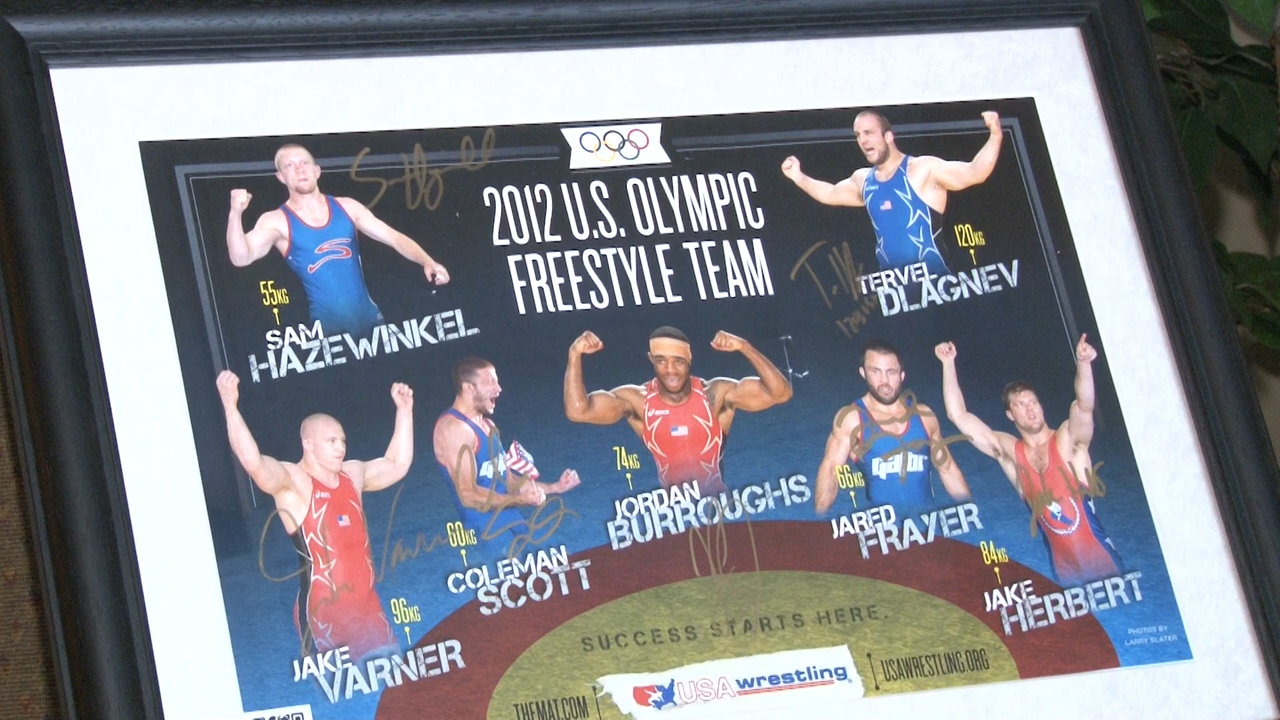 2012 U.S. OLYMPIC
FREESTYLE TEAM
55KG
SAM
HAZEWINKEL
120KG
TERVEL
DLAGNEV
96KG
JAKE
VARNER
60KG
COLEMAN
SCOTT
74KG
JORDAN
BURROUGHS
66KG
JARED
FRAYER
84KG
JAKE
HERBERT
SUCCESS STARTS HERE.
THEMAT.COM
USA wrestling
USAWRESTLING.ORG
PHOTOS BY
LARRY SLATER